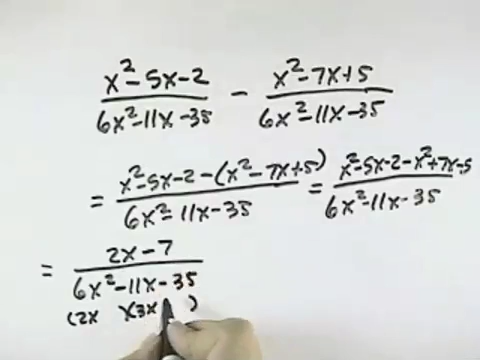 x²-5x-2 / 6x²-11x-35 - x²-7x+5 / 6x²-11x-35
= x²-5x-2-(x²-7x+5) / 6x²-11x-35 = x²-5x-2-x²+7x-5 / 6x²-11x-35
= 2x-7 / 6x²-11x-35
(2x )(3x )